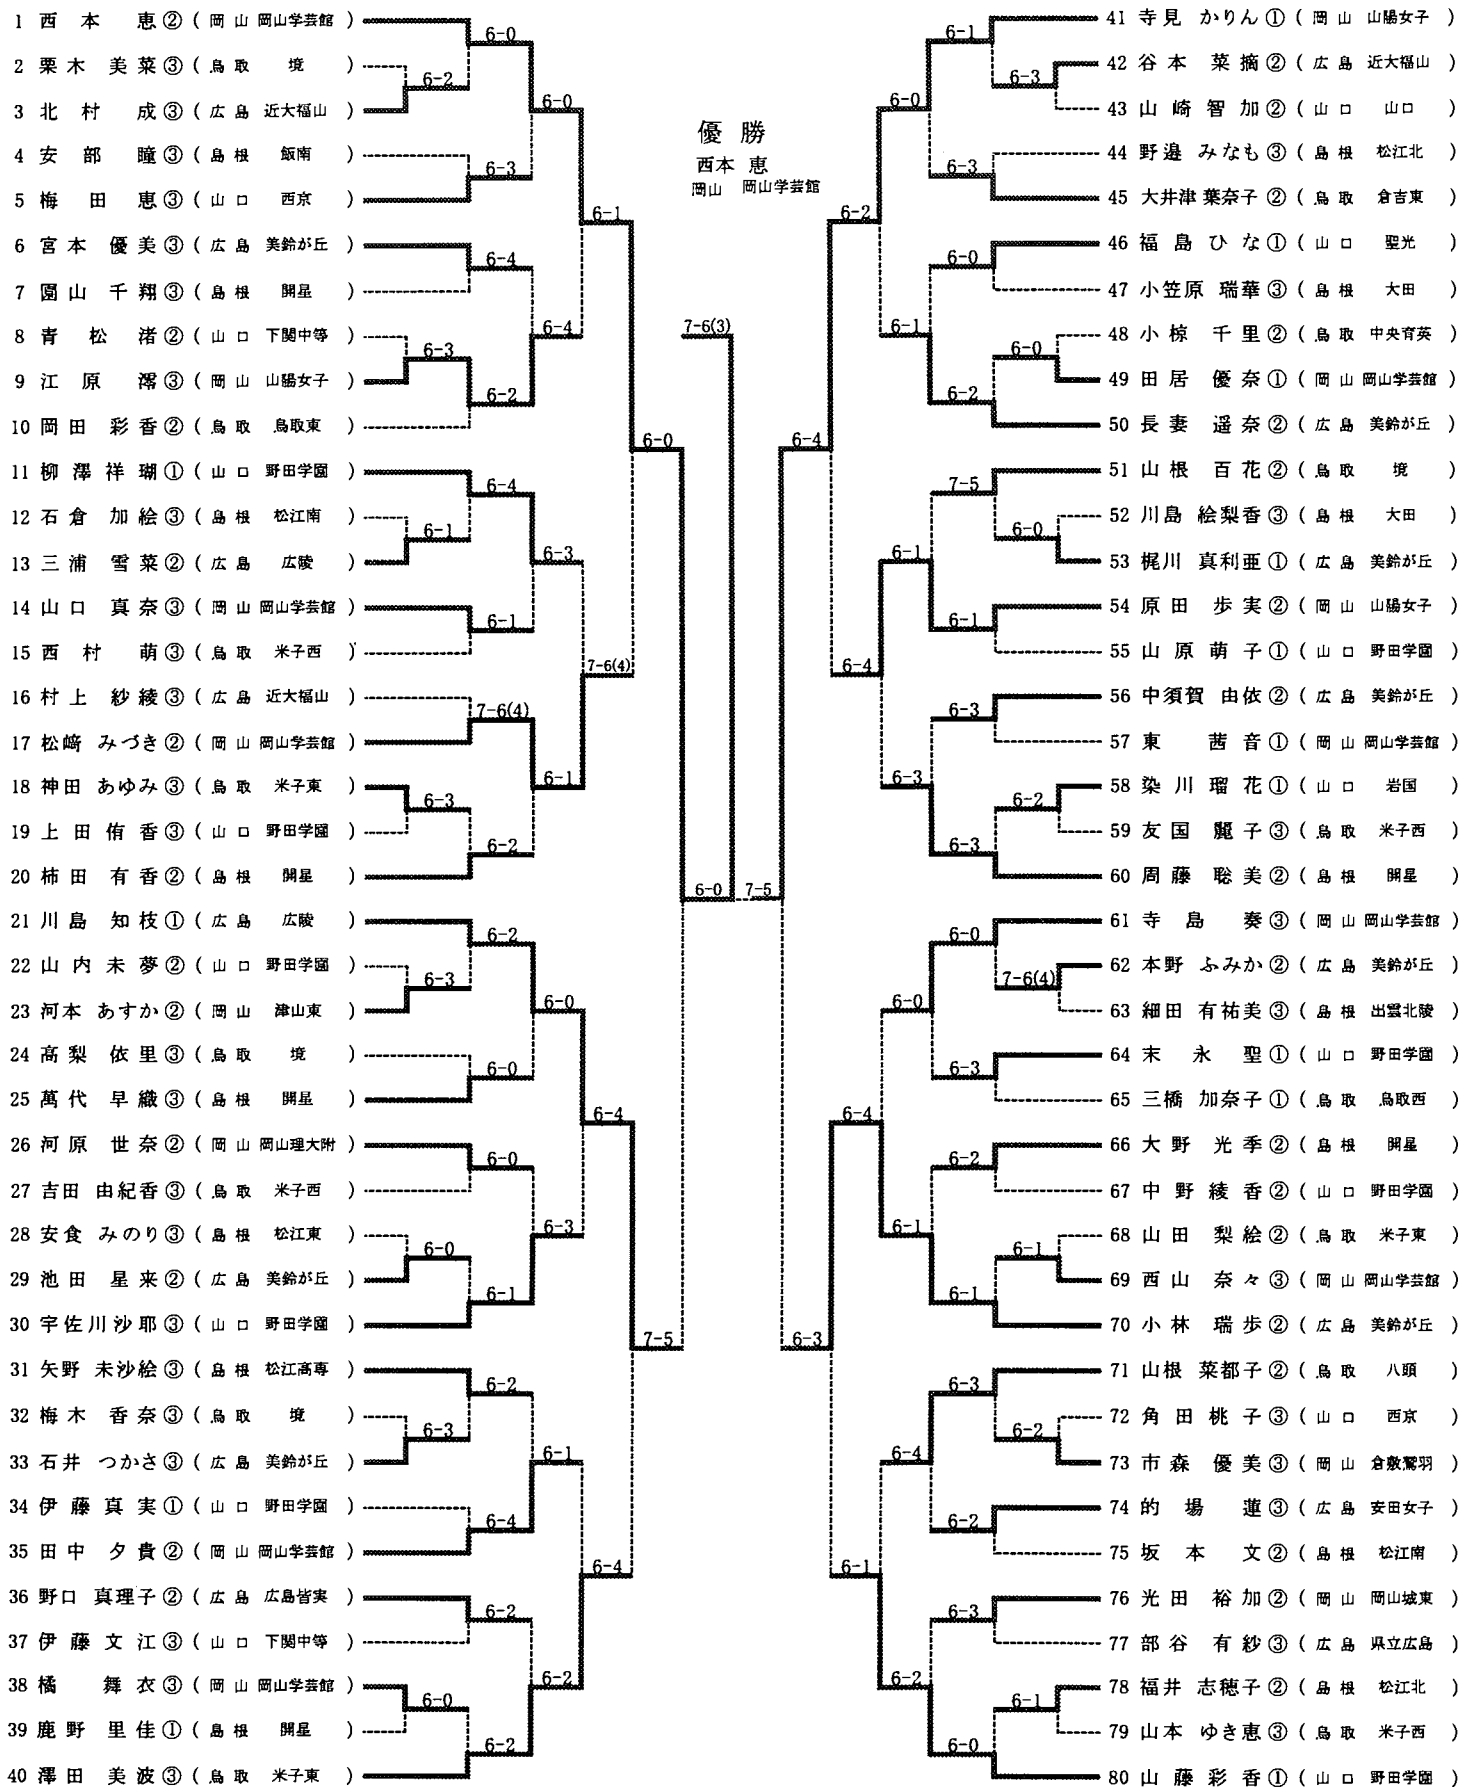 優勝
西本 恵
岡山 岡山学芸館
7-6(3)
6-0 7-5
1 西本 恵② (岡山 岡山学芸館)
2 栗木 美菜③ (鳥取 境)
3 北村 成③ (広島 近大福山)
4 安部 瞳③ (島根 飯南)
5 梅田 恵③ (山口 西京)
6 宮本 優美③ (広島 美鈴が丘)
7 園山 千翔③ (島根 開星)
8 青松 渚② (山口 下関中等)
9 江原 澪③ (岡山 山陽女子)
10 岡田 彩香② (鳥取 鳥取東)
11 柳澤 祥瑚① (山口 野田学園)
12 石倉 加絵③ (島根 松江南)
13 三浦 雪菜② (広島 広陵)
14 山口 真奈③ (岡山 岡山学芸館)
15 西村 萌③ (鳥取 米子西)
16 村上 紗綾③ (広島 近大福山)
17 松﨑 みづき② (岡山 岡山学芸館)
18 神田 あゆみ③ (鳥取 米子東)
19 上田 侑香③ (山口 野田学園)
20 柿田 有香② (島根 開星)
21 川島 知枝① (広島 広陵)
22 山内 未夢② (山口 野田学園)
23 河本 あすか② (岡山 津山東)
24 高梨 依里③ (鳥取 境)
25 萬代 早織③ (島根 開星)
26 河原 世奈② (岡山 岡山理大附)
27 吉田 由紀香③ (鳥取 米子西)
28 安食 みのり③ (島根 松江東)
29 池田 星来② (広島 美鈴が丘)
30 宇佐川 沙耶③ (山口 野田学園)
31 矢野 未沙絵③ (島根 松江高専)
32 梅木 香奈③ (鳥取 境)
33 石井 つかさ③ (広島 美鈴が丘)
34 伊藤 真実① (山口 野田学園)
35 田中 夕貴② (岡山 岡山学芸館)
36 野口 真理子② (広島 広島皆実)
37 伊藤 文江③ (山口 下関中等)
38 橘 舞衣③ (岡山 岡山学芸館)
39 鹿野 里佳① (島根 開星)
40 澤田 美波③ (鳥取 米子東)
6-2
6-3
6-1
6-3
6-3
6-0
6-3
6-0
6-0
6-3
6-4
6-2
6-4
6-1
7-6(4)
6-2
6-2
6-0
6-0
6-1
6-2
6-4
6-2
6-2
6-0
6-4
6-3
6-1
6-0
6-3
6-1
6-2
6-1
7-6(4)
6-4
6-4
6-0
7-5
41 寺見 かりん① (岡山 山陽女子)
42 谷本 菜摘② (広島 近大福山)
43 山崎 智加② (山口 山口)
44 野邉 みなも③ (島根 松江北)
45 大井津 葉奈子② (鳥取 倉吉東)
46 福島 ひな① (山口 聖光)
47 小笠原 瑞華③ (島根 大田)
48 小椋 千里② (鳥取 中央育英)
49 田居 優奈① (岡山 岡山学芸館)
50 長妻 遥奈② (広島 美鈴が丘)
51 山根 百花② (鳥取 境)
52 川島 絵梨香③ (島根 大田)
53 梶川 真利亜① (広島 美鈴が丘)
54 原田 歩実② (岡山 山陽女子)
55 山原 萌子① (山口 野田学園)
56 中須賀 由依② (広島 美鈴が丘)
57 東 茜音① (岡山 岡山学芸館)
58 染川 瑠花① (山口 岩国)
59 友国 麗子③ (鳥取 米子西)
60 周藤 聡美② (島根 開星)
61 寺島 奏③ (岡山 岡山学芸館)
62 本野 ふみか② (広島 美鈴が丘)
63 細田 有祐美③ (島根 出雲北陵)
64 末永 聖① (山口 野田学園)
65 三橋 加奈子① (鳥取 鳥取西)
66 大野 光季② (島根 開星)
67 中野 綾香② (山口 野田学園)
68 山田 梨絵② (鳥取 米子東)
69 西山 奈々③ (岡山 岡山学芸館)
70 小林 瑞歩② (広島 美鈴が丘)
71 山根 菜都子② (鳥取 八頭)
72 角田 桃子③ (山口 西京)
73 市森 優美③ (岡山 倉敷鷲羽)
74 的場 蓮③ (広島 安田女子)
75 坂本 文② (島根 松江南)
76 光田 裕加② (岡山 岡山城東)
77 部谷 有紗③ (広島 県立広島)
78 福井 志穂子② (島根 松江北)
79 山本 ゆき恵③ (鳥取 米子西)
80 山藤 彩香① (山口 野田学園)
6-3
6-0
6-0
6-2
7-6(4)
6-1
6-2
6-1
6-1
6-3
6-0
6-2
7-5
6-1
6-3
6-3
6-0
6-3
6-2
6-1
6-3
6-2
6-3
6-0
6-0
6-1
6-1
6-3
6-0
6-1
6-4
6-2
6-2
6-4
6-4
6-1
6-4
6-3